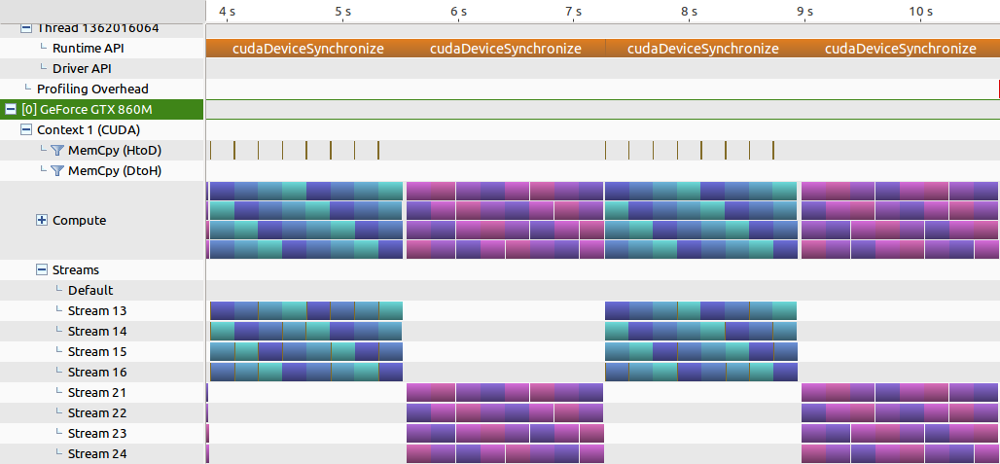 4 s 5 s 6 s 7 s 8 s 9 s 10 s
Thread 1362016064
Runtime API cudaDeviceSynchronize cudaDeviceSynchronize cudaDeviceSynchronize cudaDeviceSynchronize
Driver API
Profiling Overhead
[0] GeForce GTX 860M
Context 1 (CUDA)
MemCpy (HtoD)
MemCpy (DtoH)
Compute
Streams
Default
Stream 13
Stream 14
Stream 15
Stream 16
Stream 21
Stream 22
Stream 23
Stream 24